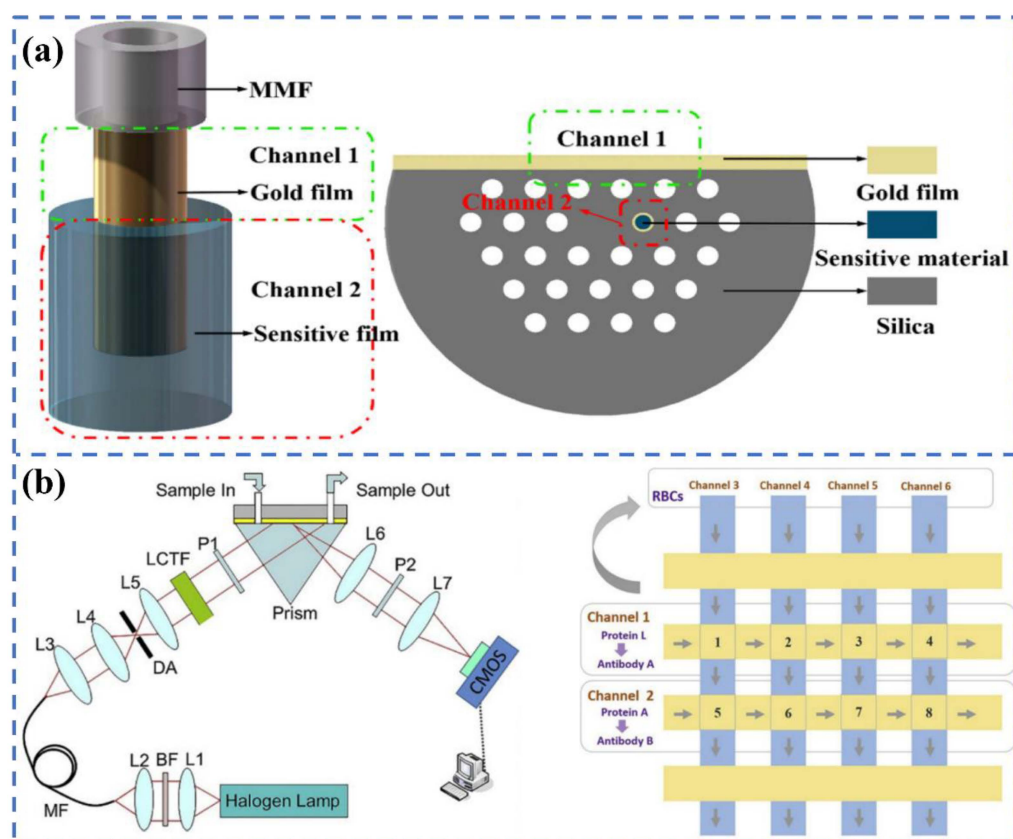 (a)
MMF
Channel 1
Gold film
Channel 2
Sensitive film
Channel 1
Channel 2
Gold film
Sensitive material
Silica
(b)
Sample In
Sample Out
P1
LCTF
L5
L4
L3
DA
Prism
L6
P2
L7
CMOS
MF
L2 BF L1
Halogen Lamp
RBCs
Channel 3 Channel 4 Channel 5 Channel 6
Channel 1
Protein L
Antibody A
1 2 3 4
Channel 2
Protein A
Antibody B
5 6 7 8